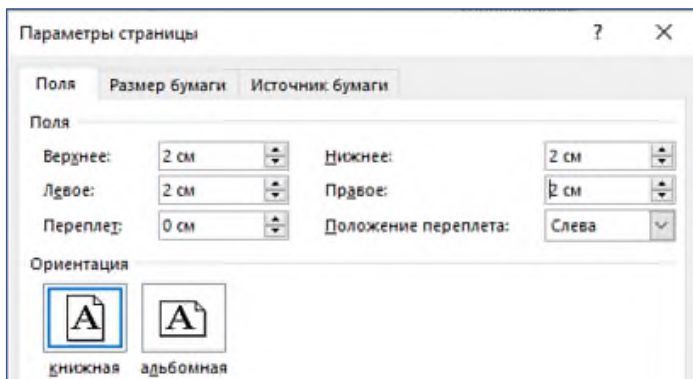 Параметры страницы ? ×
Поля Размер бумаги Источник бумаги
Поля
Верхнее: 2 см Нижнее: 2 см
Левое: 2 см Правое: 2 см
Переплет: 0 см Положение переплета: Слева
Ориентация
A A
книжная альбомная